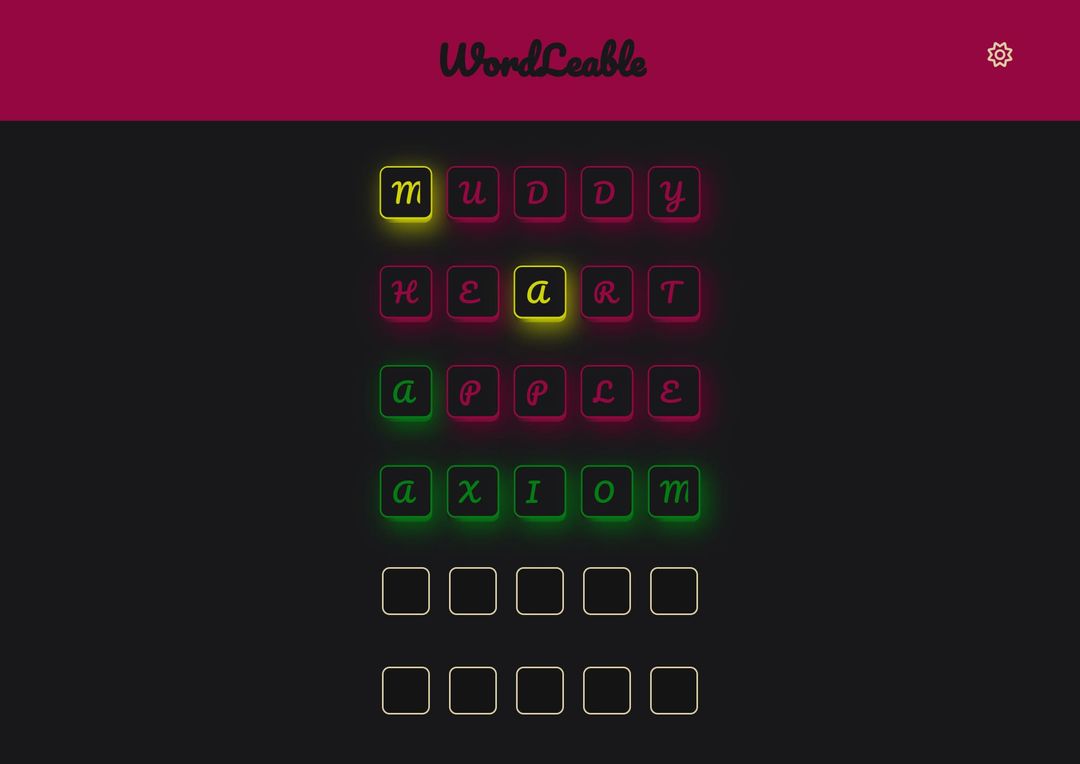 WordLeable
M U D D Y
H E A R T
A P P L E
A X I O M